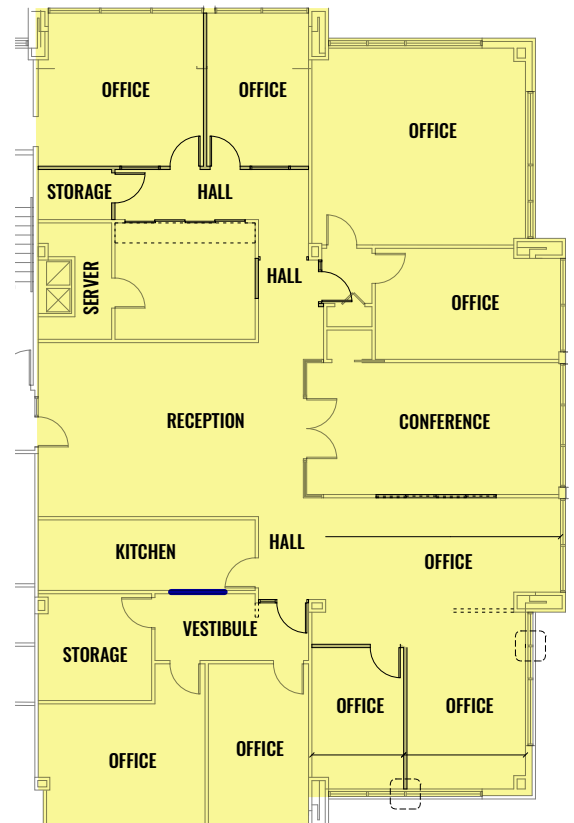 OFFICE
OFFICE
OFFICE
STORAGE
HALL
SERVER
HALL
OFFICE
RECEPTION
CONFERENCE
KITCHEN
HALL
OFFICE
VESTIBULE
STORAGE
OFFICE
OFFICE
OFFICE
OFFICE